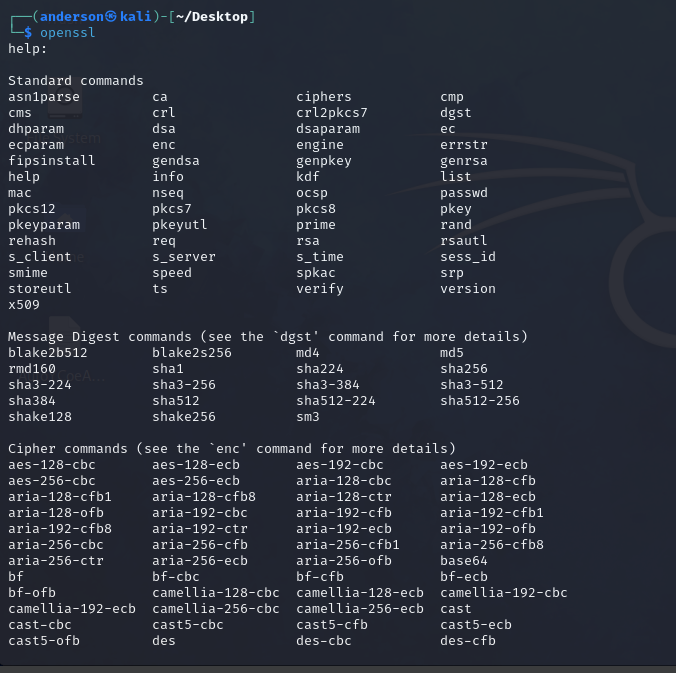 ┌──(anderson㉿kali)-[~/Desktop]
└─$ openssl
help:

Standard commands
asn1parse         ca                ciphers           cmp
cms               crl               crl2pkcs7         dgst
dhparam           dsa               dsaparam          ec
ecparam           enc               engine            errstr
fipsinstall       gendsa            genpkey           genrsa
help              info              kdf               list
mac               nseq              ocsp              passwd
pkcs12            pkcs7             pkcs8             pkey
pkeyparam         pkeyutl           prime             rand
rehash            req               rsa               rsautl
s_client          s_server          s_time            sess_id
smime             speed             spkac             srp
storeutl          ts                verify            version
x509

Message Digest commands (see the `dgst' command for more details)
blake2b512        blake2s256        md4               md5
rmd160            sha1              sha224            sha256
sha3-224          sha3-256          sha3-384          sha3-512
sha384            sha512            sha512-224        sha512-256
shake128          shake256          sm3

Cipher commands (see the `enc' command for more details)
aes-128-cbc       aes-128-ecb       aes-192-cbc       aes-192-ecb
aes-256-cbc       aes-256-ecb       aria-128-cbc      aria-128-cfb
aria-128-cfb1     aria-128-cfb8     aria-128-ctr      aria-128-ecb
aria-128-ofb      aria-192-cbc      aria-192-cfb      aria-192-cfb1
aria-192-cfb8     aria-192-ctr      aria-192-ecb      aria-192-ofb
aria-256-cbc      aria-256-cfb      aria-256-cfb1     aria-256-cfb8
aria-256-ctr      aria-256-ecb      aria-256-ofb      base64
bf                bf-cbc            bf-cfb            bf-ecb
bf-ofb            camellia-128-cbc  camellia-128-ecb  camellia-192-cbc
camellia-192-ecb  camellia-256-cbc  camellia-256-ecb  cast
cast-cbc          cast5-cbc         cast5-cfb         cast5-ecb
cast5-ofb         des               des-cbc           des-cfb